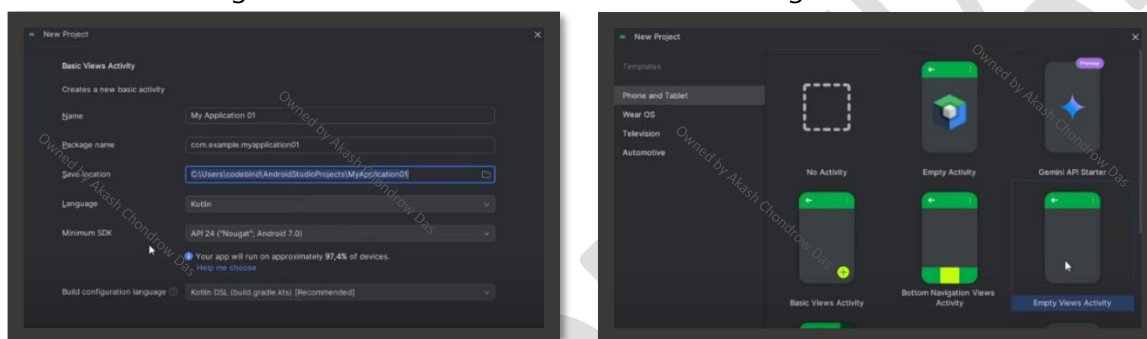 New Project
Basic Views Activity
Creates a new basic activity
Name My Application 01
Package name com.example.myapplication01
Save location C:\Users\codebind\AndroidStudioProjects\MyApplication01
Language Kotlin
Minimum SDK API 24 ("Nougat"; Android 7.0)
Your app will run on approximately 97,4% of devices.
Help me choose
Build configuration language Kotlin DSL (build.gradle.kts) [Recommended]
Owned by Akash Chondrow Das
Owned by Akash Chondrow Das
New Project
Templates
Phone and Tablet
Wear OS
Television
Automotive
Preview
No Activity
Empty Activity
Gemini API Starter
Basic Views Activity
Bottom Navigation Views
Activity
Empty Views Activity
Owned by Akash Chondrow Das
Owned by Akash Chondrow Das